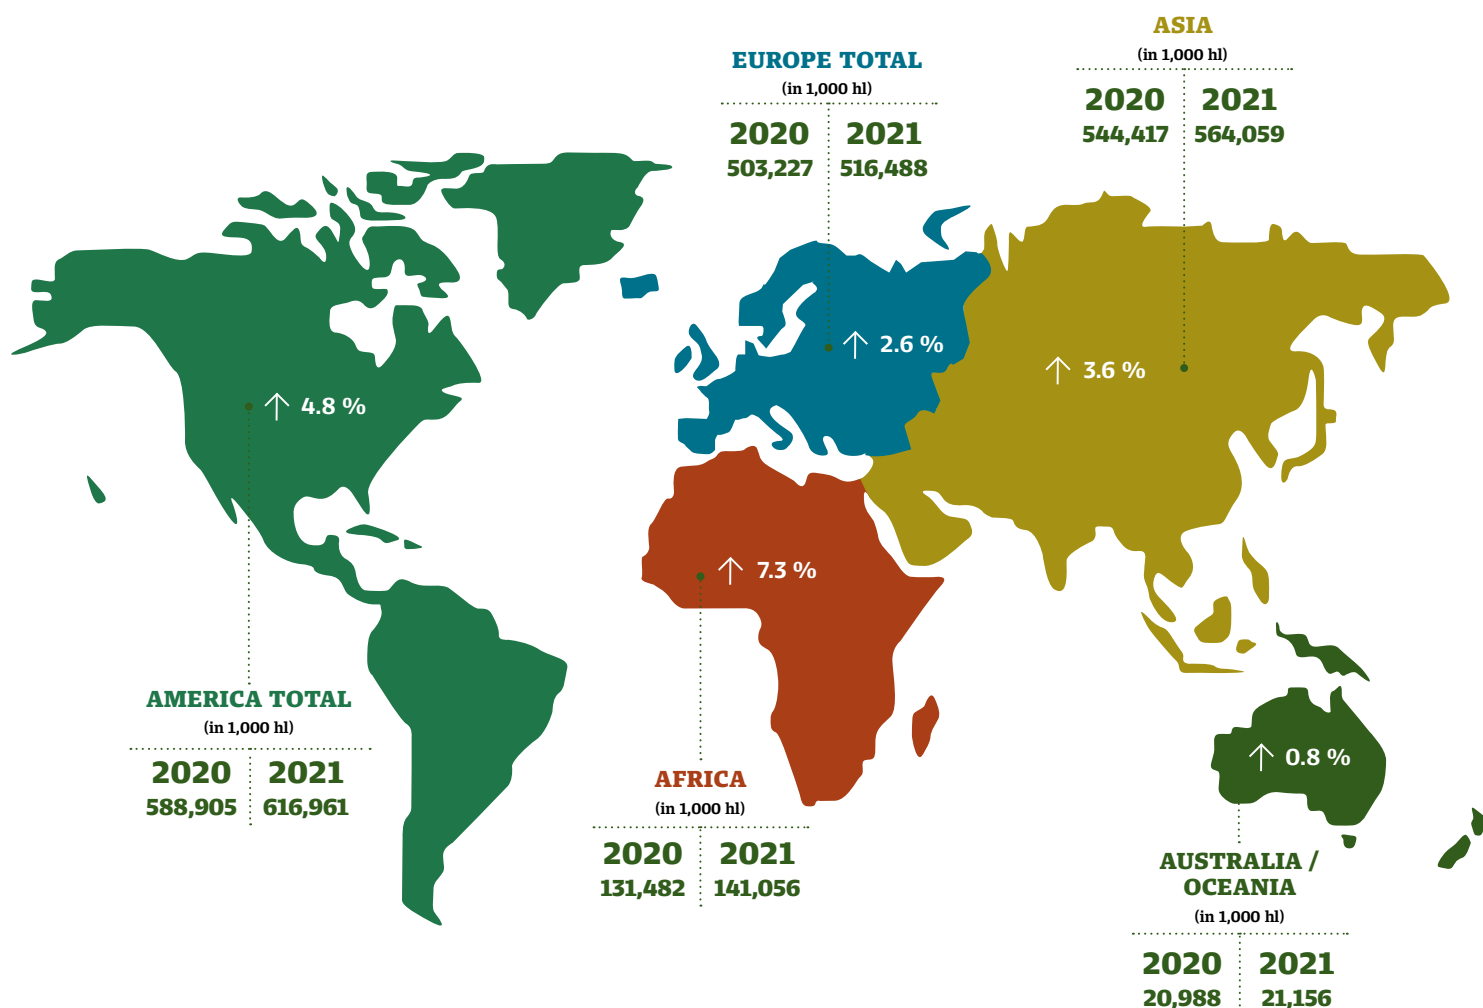 ASIA
(in 1,000 hl)
2020 2021
544,417 564,059
EUROPE TOTAL
(in 1,000 hl)
2020 2021
503,227 516,488
↑ 2.6 %
↑ 3.6 %
↑ 4.8 %
↑ 7.3 %
AMERICA TOTAL
(in 1,000 hl)
2020 2021
588,905 616,961
↑ 0.8 %
AFRICA
(in 1,000 hl)
2020 2021
131,482 141,056
AUSTRALIA /
OCEANIA
(in 1,000 hl)
2020 2021
20,988 21,156